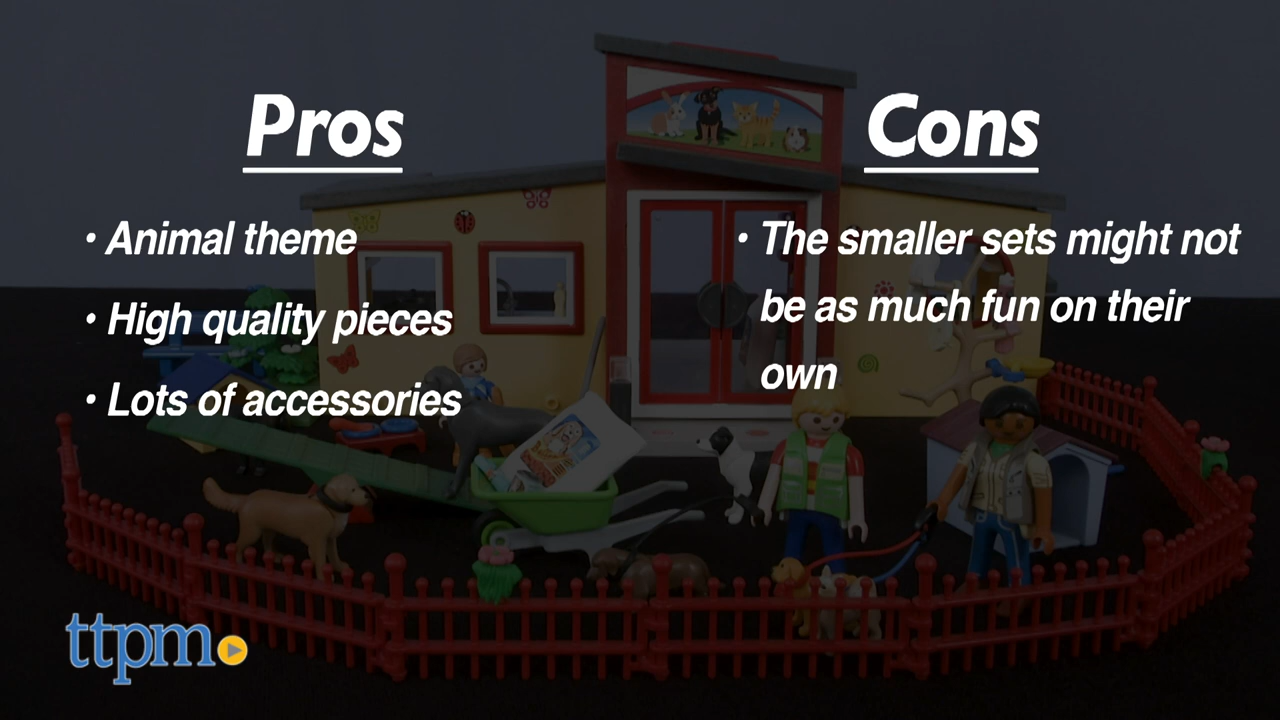 Pros
• Animal theme
• High quality pieces
• Lots of accessories
Cons
• The smaller sets might not
be as much fun on their
own
ttpm